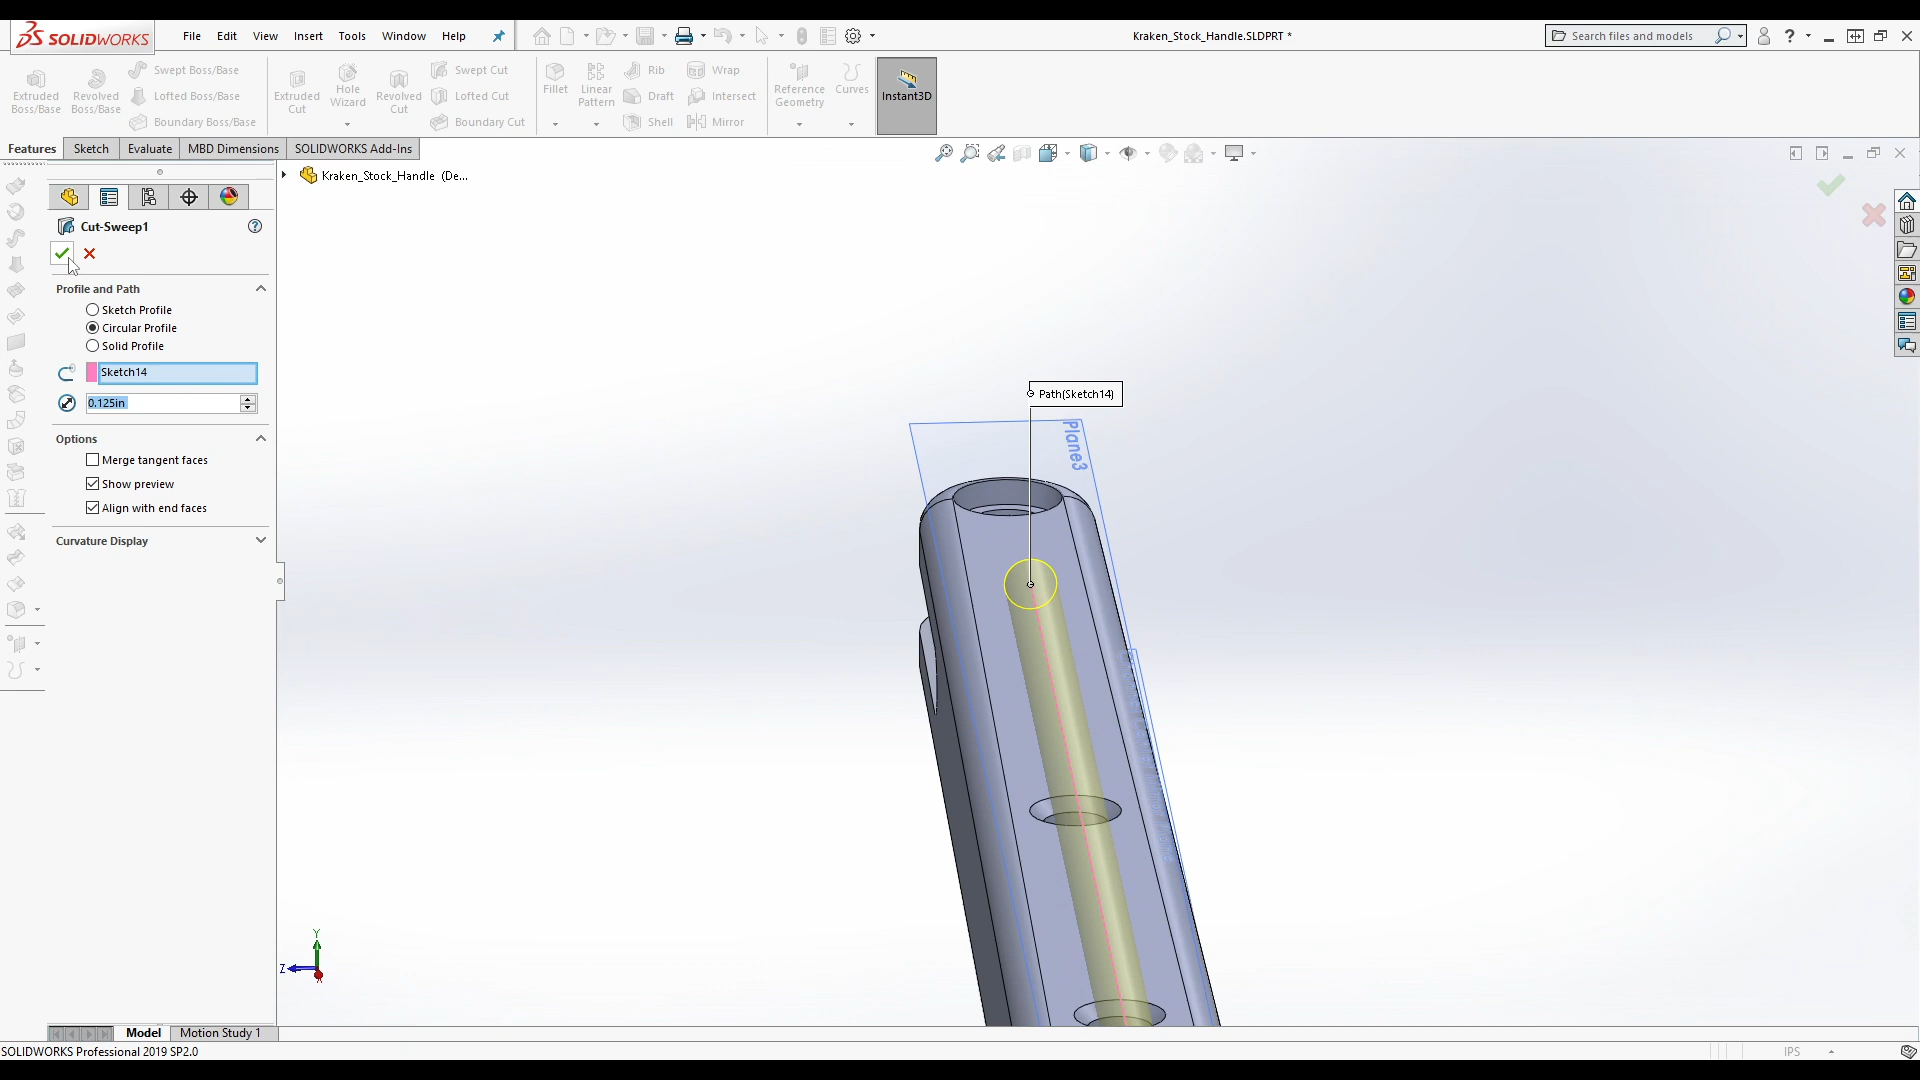 SOLIDWORKS File Edit View Insert Tools Window Help
Kraken_Stock_Handle.SLDPRT *
Search files and models
?
Extruded Boss/Base
Revolved Boss/Base
Swept Boss/Base
Lofted Boss/Base
Boundary Boss/Base
Extruded Cut
Hole Wizard
Revolved Cut
Swept Cut
Lofted Cut
Boundary Cut
Fillet
Linear Pattern
Rib
Draft
Shell
Wrap
Intersect
Mirror
Reference Geometry
Curves
Instant3D
Features Sketch Evaluate MBD Dimensions SOLIDWORKS Add-Ins
Kraken_Stock_Handle (De...
Cut-Sweep1
?
Profile and Path
Sketch Profile
Circular Profile
Solid Profile
Sketch14
0.125in
Options
Merge tangent faces
Show preview
Align with end faces
Curvature Display
Path(Sketch14)
Plane3
Y
Z
X
Model Motion Study 1
SOLIDWORKS Professional 2019 SP2.0
IPS